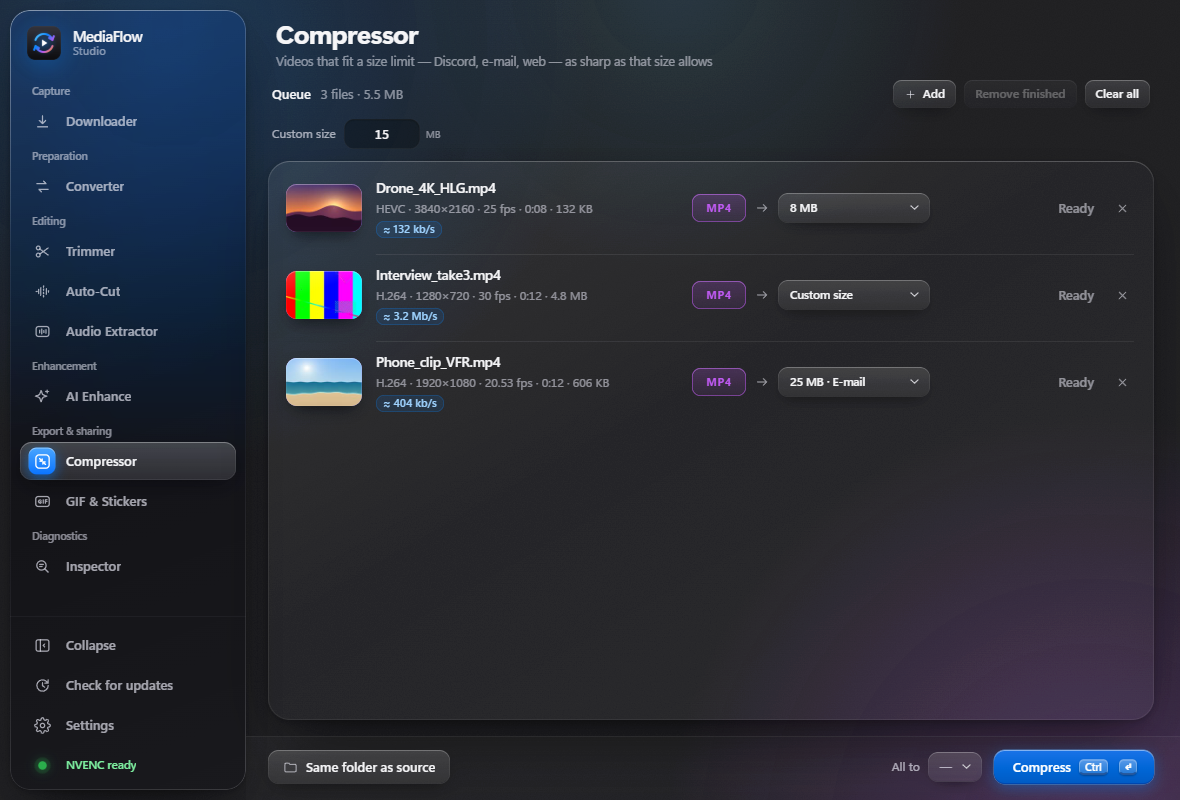 MediaFlow
Studio
Capture
Downloader
Preparation
Converter
Editing
Trimmer
Auto-Cut
Audio Extractor
Enhancement
AI Enhance
Export & sharing
Compressor
GIF
GIF & Stickers
Diagnostics
Inspector
Collapse
Check for updates
Settings
NVENC ready
Compressor
Videos that fit a size limit — Discord, e-mail, web — as sharp as that size allows
Queue 3 files · 5.5 MB
+ Add
Remove finished
Clear all
Custom size 15 MB
Drone_4K_HLG.mp4
HEVC · 3840×2160 · 25 fps · 0:08 · 132 KB
≈ 132 kb/s
MP4 → 8 MB
Ready ×
Interview_take3.mp4
H.264 · 1280×720 · 30 fps · 0:12 · 4.8 MB
≈ 3.2 Mb/s
MP4 → Custom size
Ready ×
Phone_clip_VFR.mp4
H.264 · 1920×1080 · 20.53 fps · 0:12 · 606 KB
≈ 404 kb/s
MP4 → 25 MB · E-mail
Ready ×
Same folder as source
All to —
Compress Ctrl ⏎